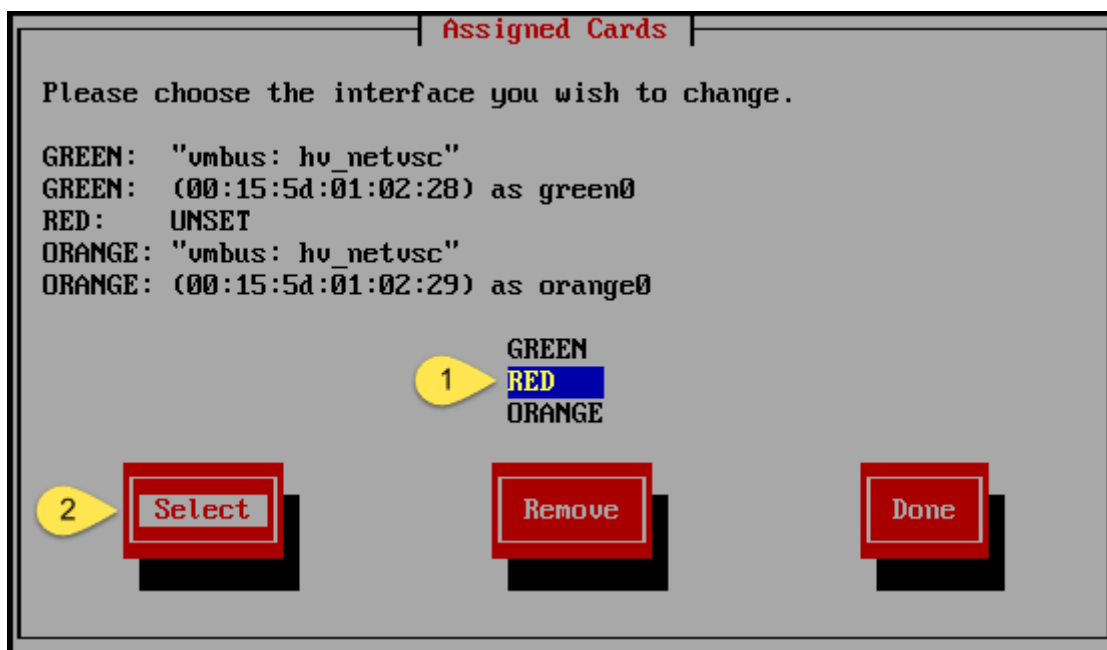 Assigned Cards
Please choose the interface you wish to change.
GREEN: "vmbus: hv_netvsc"
GREEN: (00:15:5d:01:02:28) as green0
RED: UNSET
ORANGE: "vmbus: hv_netvsc"
ORANGE: (00:15:5d:01:02:29) as orange0
GREEN
1 RED
ORANGE
2 Select Remove Done